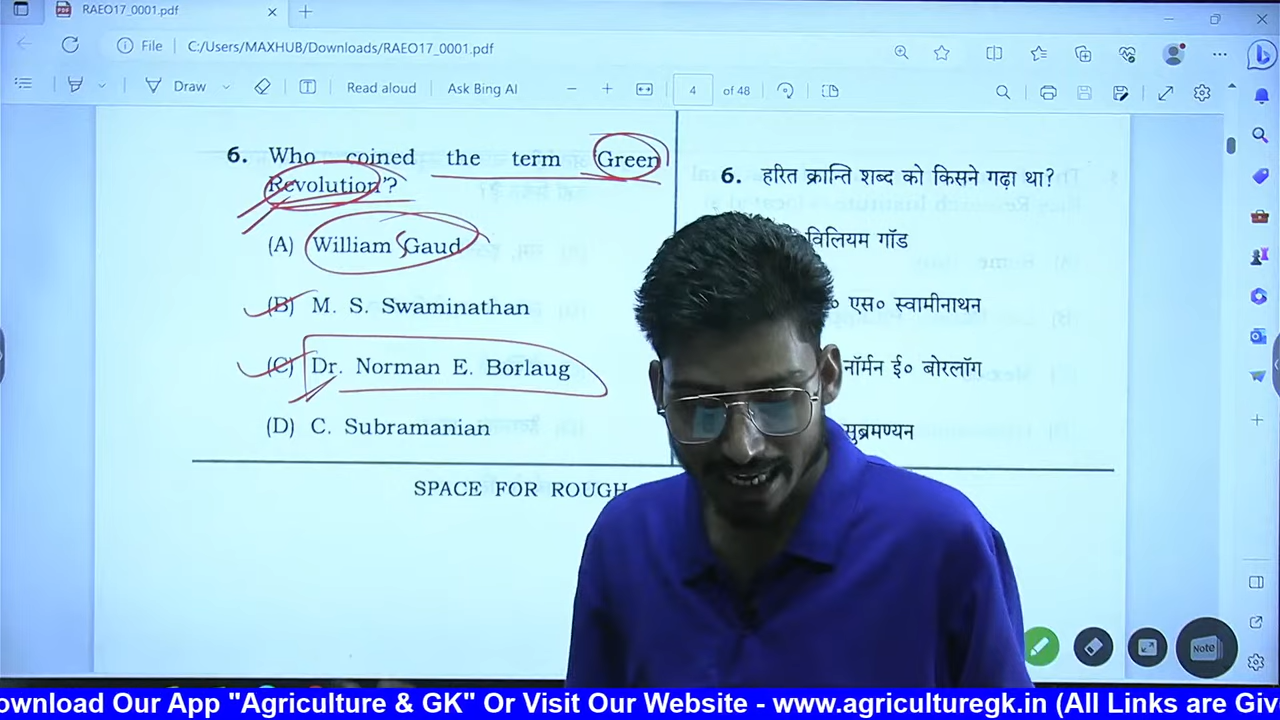 RAEO17_0001.pdf
File
C:/Users/MAXHUB/Downloads/RAEO17_0001.pdf
Draw
Read aloud
Ask Bing AI
4
of 48
6. Who coined the term 'Green
Revolution'?
(A) William S Gaud
(B) M. S. Swaminathan
(C) Dr. Norman E. Borlaug
(D) C. Subramanian
SPACE FOR ROUGH
6. हरित क्रान्ति शब्द को किसने गढ़ा था?
विलियम गॉड
एस० स्वामीनाथन
नॉर्मन ई० बोरलॉग
सुब्रमण्यन
Note
ownload Our App "Agriculture & GK" Or Visit Our Website - www.agriculturegk.in (All Links are Giv